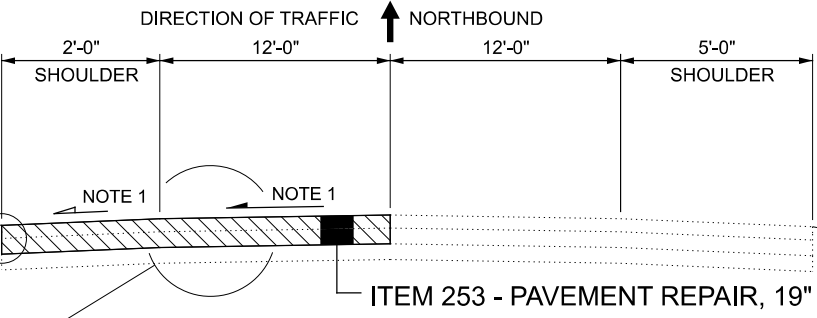 DIRECTION OF TRAFFIC NORTHBOUND
2'-0" 12'-0" 12'-0" 5'-0"
SHOULDER SHOULDER
NOTE 1 NOTE 1
ITEM 253 - PAVEMENT REPAIR, 19"